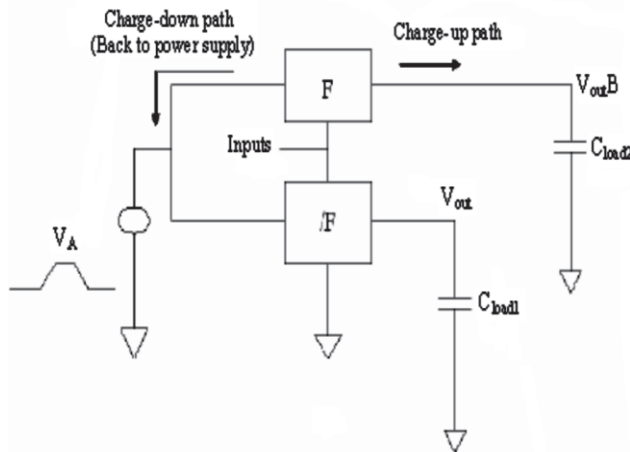 Charge-down path
(Back to power supply)
Charge-up path
F
VoutB
Inputs
Cload2
/F
Vout
VA
Cload1